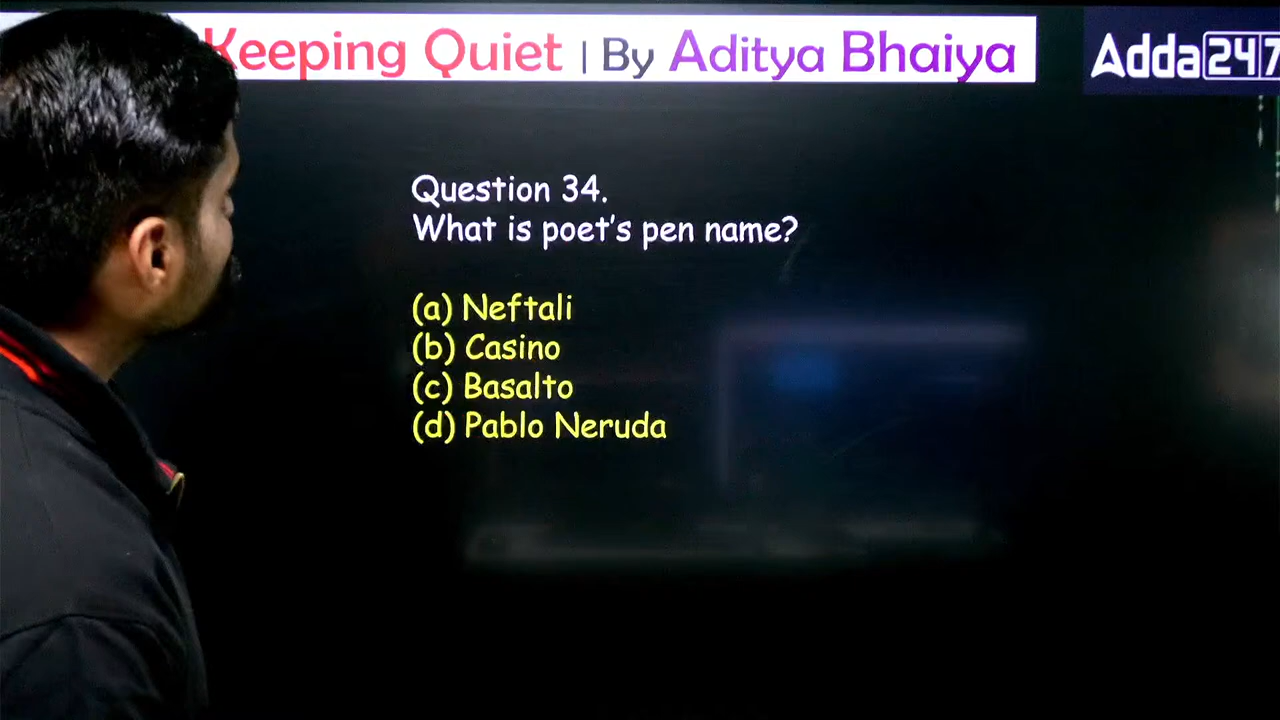 Keeping Quiet | By Aditya Bhaiya
Adda247
Question 34.
What is poet's pen name?
(a) Neftali
(b) Casino
(c) Basalto
(d) Pablo Neruda